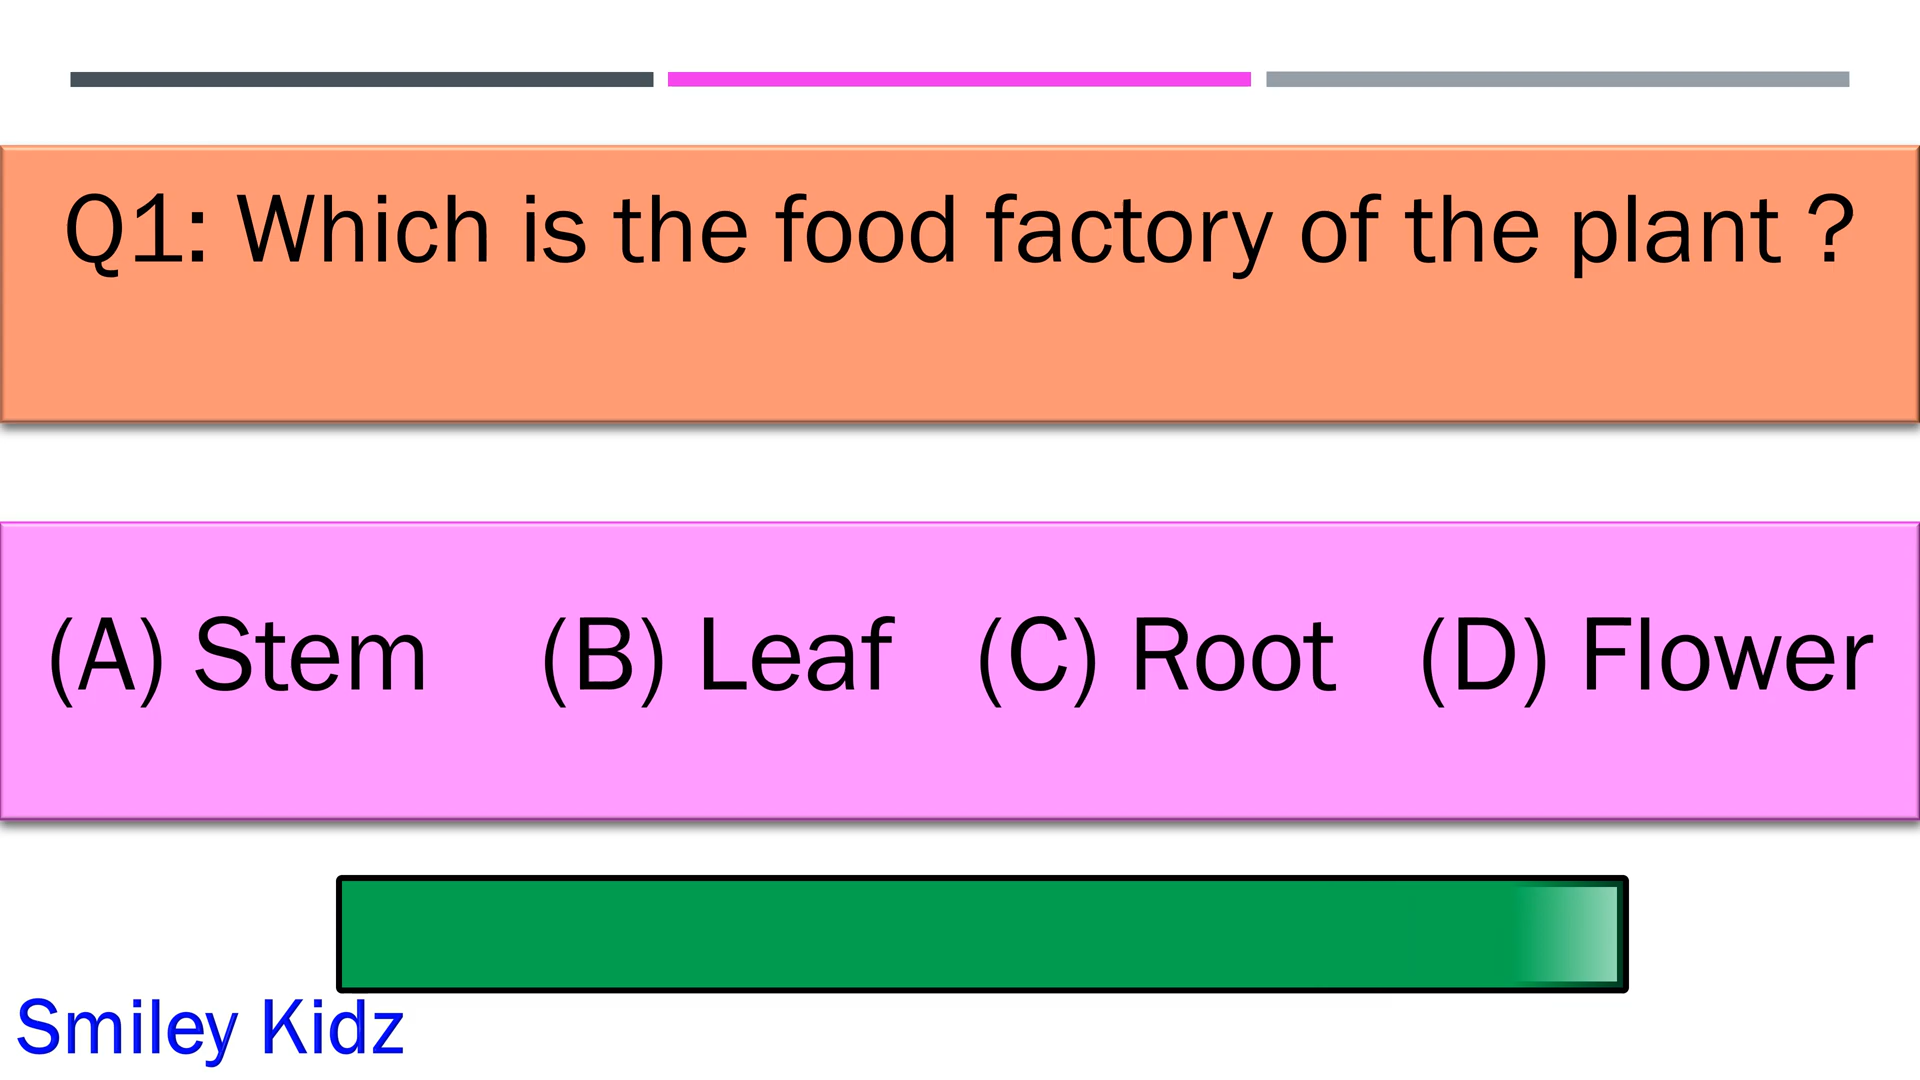 Q1: Which is the food factory of the plant ?
(A) Stem (B) Leaf (C) Root (D) Flower
Smiley Kidz